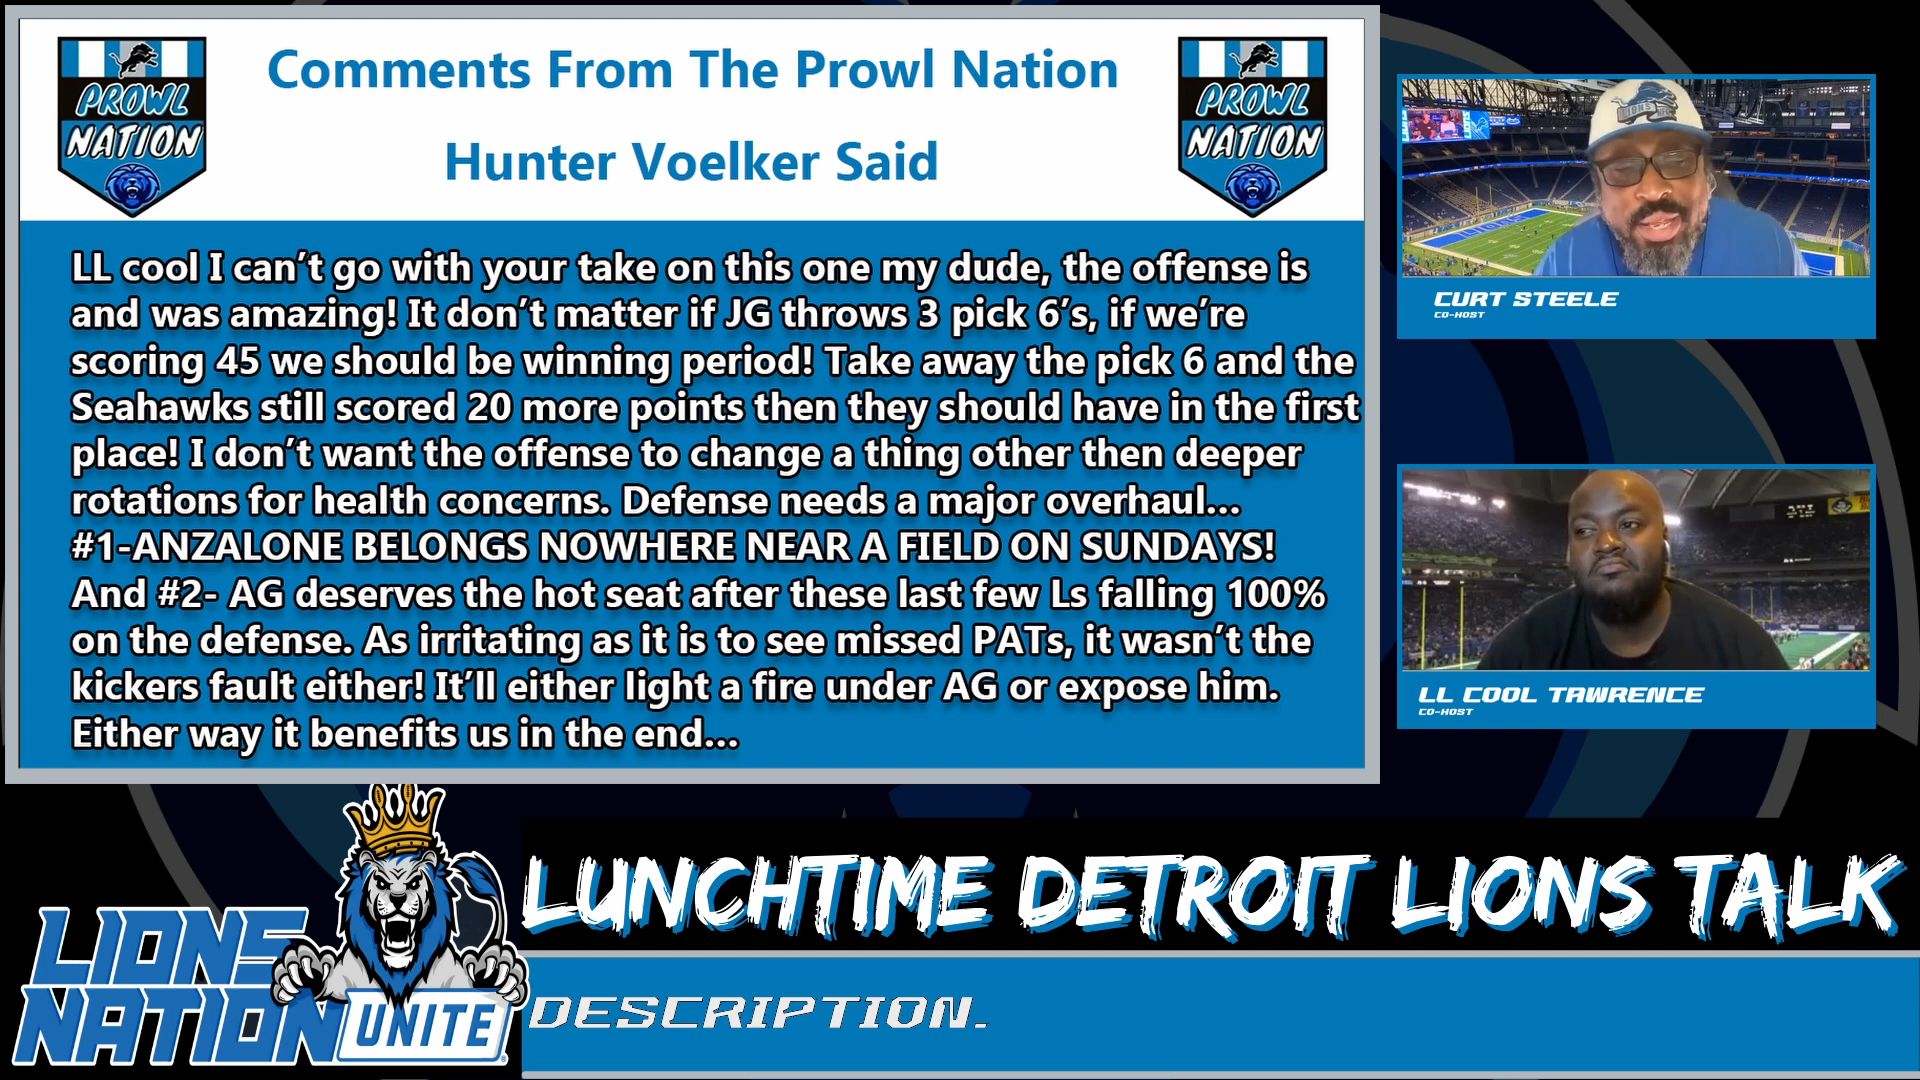 PROWL
NATION
Comments From The Prowl Nation
Hunter Voelker Said
PROWL
NATION
LL cool I can’t go with your take on this one my dude, the offense is
and was amazing! It don’t matter if JG throws 3 pick 6’s, if we’re
scoring 45 we should be winning period! Take away the pick 6 and the
Seahawks still scored 20 more points then they should have in the first
place! I don’t want the offense to change a thing other then deeper
rotations for health concerns. Defense needs a major overhaul...
#1-ANZALONE BELONGS NOWHERE NEAR A FIELD ON SUNDAYS!
And #2- AG deserves the hot seat after these last few Ls falling 100%
on the defense. As irritating as it is to see missed PATs, it wasn’t the
kickers fault either! It’ll either light a fire under AG or expose him.
Either way it benefits us in the end...
LIONS
CURT STEELE
CO-HOST
LL COOL TAWRENCE
CO-HOST
LIONS
NATION
UNITE
LUNCHTIME DETROIT LIONS TALK
DESCRIPTION.